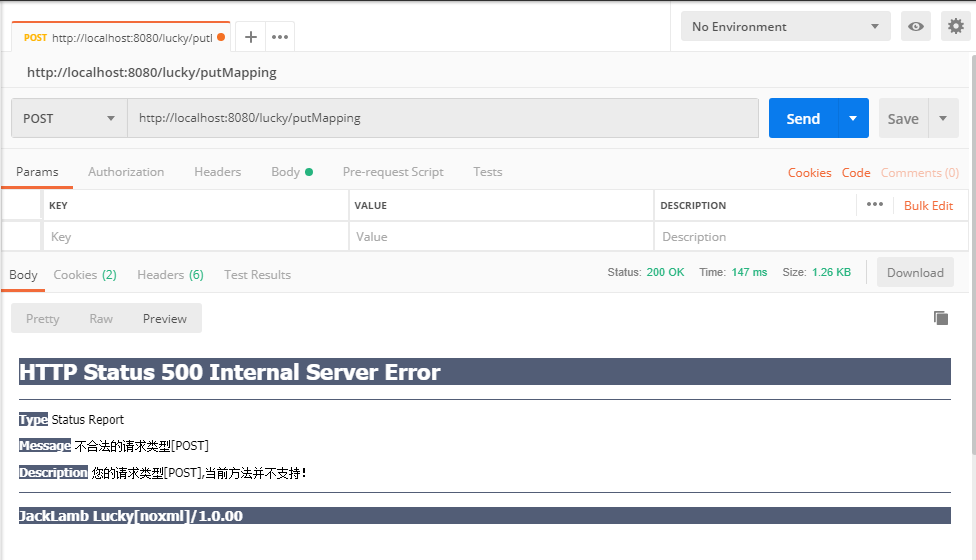 POST http://localhost:8080/lucky/putl
No Environment
http://localhost:8080/lucky/putMapping
POST http://localhost:8080/lucky/putMapping Send Save
Params Authorization Headers Body Pre-request Script Tests Cookies Code Comments (0)
KEY VALUE DESCRIPTION Bulk Edit
Key Value Description
Body Cookies (2) Headers (6) Test Results Status: 200 OK Time: 147 ms Size: 1.26 KB Download
Pretty Raw Preview
HTTP Status 500 Internal Server Error
Type Status Report
Message 不合法的请求类型[POST]
Description 您的请求类型[POST],当前方法并不支持!
JackLamb Lucky[noxml]/1.0.00